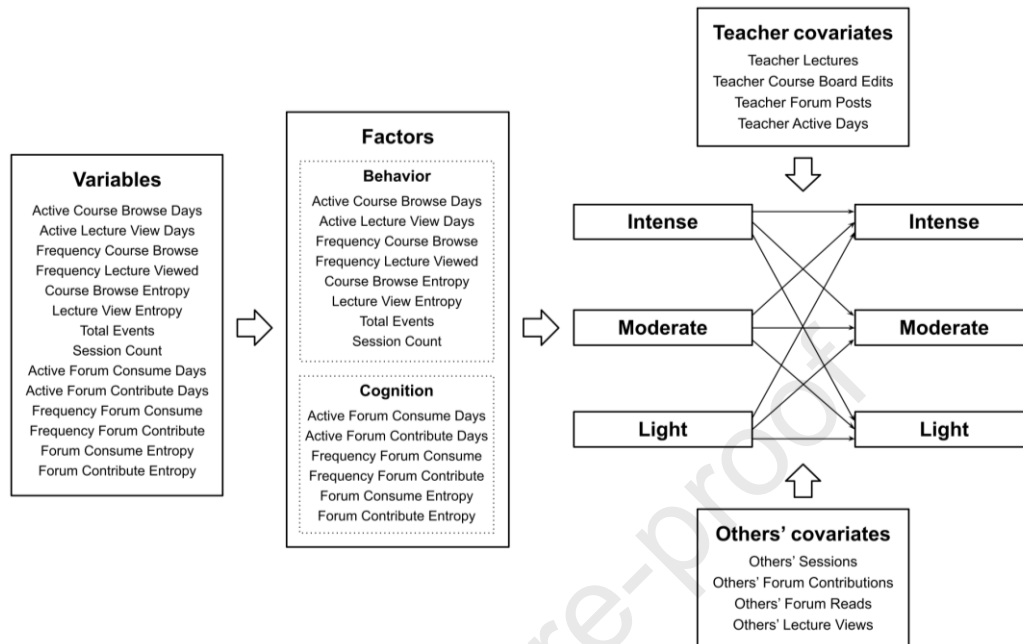 Variables
Active Course Browse Days
Active Lecture View Days
Frequency Course Browse
Frequency Lecture Viewed
Course Browse Entropy
Lecture View Entropy
Total Events
Session Count
Active Forum Consume Days
Active Forum Contribute Days
Frequency Forum Consume
Frequency Forum Contribute
Forum Consume Entropy
Forum Contribute Entropy
Factors
Behavior
Active Course Browse Days
Active Lecture View Days
Frequency Course Browse
Frequency Lecture Viewed
Course Browse Entropy
Lecture View Entropy
Total Events
Session Count
Cognition
Active Forum Consume Days
Active Forum Contribute Days
Frequency Forum Consume
Frequency Forum Contribute
Forum Consume Entropy
Forum Contribute Entropy
Teacher covariates
Teacher Lectures
Teacher Course Board Edits
Teacher Forum Posts
Teacher Active Days
Intense
Intense
Moderate
Moderate
Light
Light
Others' covariates
Others' Sessions
Others' Forum Contributions
Others' Forum Reads
Others' Lecture Views
re-proof